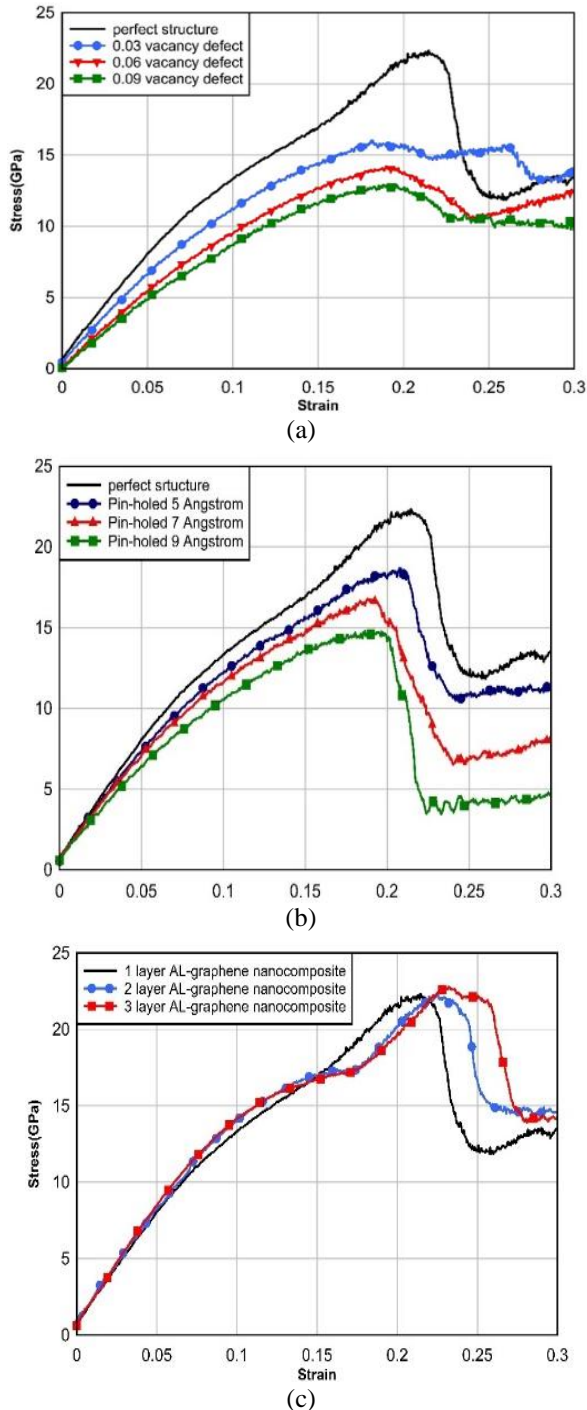 perfect structure
0.03 vacancy defect
0.06 vacancy defect
0.09 vacancy defect
25
20
15
10
5
0
Stress(GPa)
0 0.05 0.1 0.15 0.2 0.25 0.3
Strain
(a)
perfect srtucture
Pin-holed 5 Angstrom
Pin-holed 7 Angstrom
Pin-holed 9 Angstrom
25
20
15
10
5
0
0 0.05 0.1 0.15 0.2 0.25 0.3
(b)
1 layer AL-graphene nanocomposite
2 layer AL-graphene nanocomposite
3 layer AL-graphene nanocomposite
25
20
15
10
5
0
Stress(GPa)
0 0.05 0.1 0.15 0.2 0.25 0.3
Strain
(c)